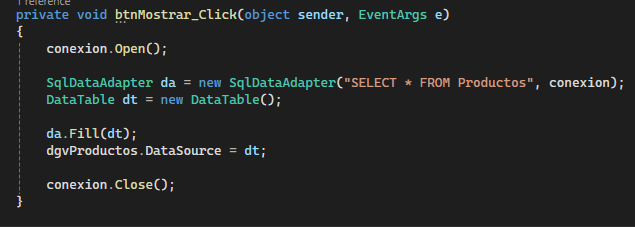 1 reference
private void btnMostrar_Click(object sender, EventArgs e)
{
conexion.Open();
SqlDataAdapter da = new SqlDataAdapter("SELECT * FROM Productos", conexion);
DataTable dt = new DataTable();
da.Fill(dt);
dgvProductos.DataSource = dt;
conexion.Close();
}